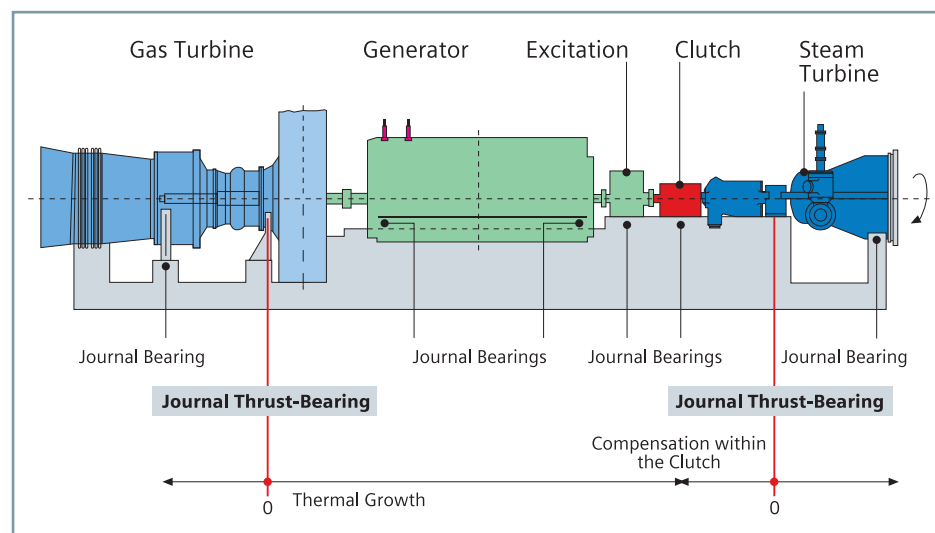 Gas Turbine
Generator
Excitation
Clutch
Steam
Turbine
Journal Bearing
Journal Bearings
Journal Bearings
Journal Bearing
Journal Thrust-Bearing
Journal Thrust-Bearing
Compensation within
the Clutch
Thermal Growth
0
0